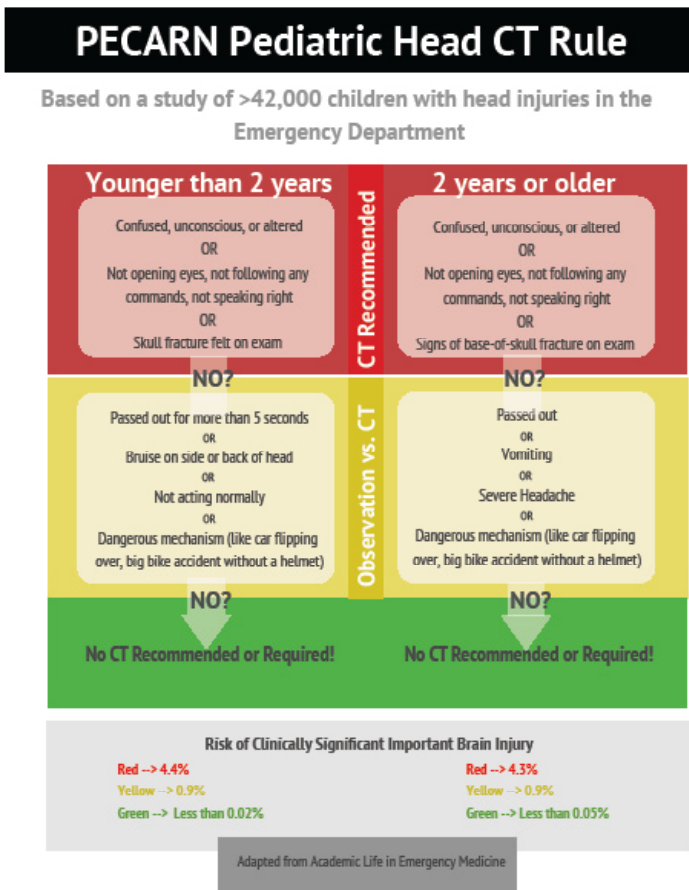 PECARN Pediatric Head CT Rule
Based on a study of >42,000 children with head injuries in the
Emergency Department
Younger than 2 years
Confused, unconscious, or altered
OR
Not opening eyes, not following any
commands, not speaking right
OR
Skull fracture felt on exam
CT Recommended
2 years or older
Confused, unconscious, or altered
OR
Not opening eyes, not following any
commands, not speaking right
OR
Signs of base-of-skull fracture on exam
NO?
NO?
Passed out for more than 5 seconds
OR
Bruise on side or back of head
OR
Not acting normally
OR
Dangerous mechanism (like car flipping
over, big bike accident without a helmet)
Observation vs. CT
Passed out
OR
Vomiting
OR
Severe Headache
OR
Dangerous mechanism (like car flipping
over, big bike accident without a helmet)
NO?
NO?
No CT Recommended or Required!
No CT Recommended or Required!
Risk of Clinically Significant Important Brain Injury
Red --> 4.4%
Yellow --> 0.9%
Green --> Less than 0.02%
Red --> 4.3%
Yellow --> 0.9%
Green --> Less than 0.05%
Adapted from Academic Life in Emergency Medicine